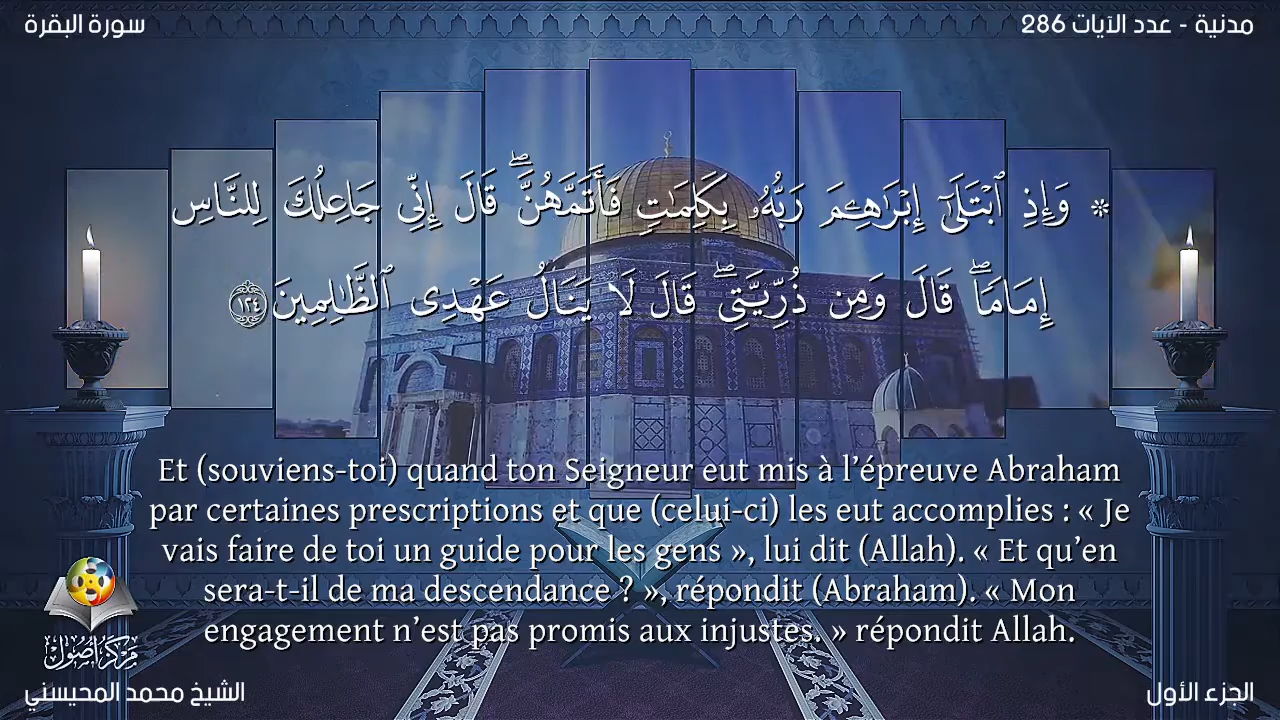 سورة البقرة
مدنية - عدد الآيات 286
* وَإِذِ ٱبْتَلَىٰٓ إِبْرَٰهِـۧمَ رَبُّهُۥ بِكَلِمَٰتٍ فَأَتَمَّهُنَّۖ قَالَ إِنِّى جَاعِلُكَ لِلنَّاسِ
إِمَامًاۖ قَالَ وَمِن ذُرِّيَّتِىۖ قَالَ لَا يَنَالُ عَهْدِى ٱلظَّٰلِمِينَ ١٢٤
Et (souviens-toi) quand ton Seigneur eut mis à l’épreuve Abraham
par certaines prescriptions et que (celui-ci) les eut accomplies : « Je
vais faire de toi un guide pour les gens », lui dit (Allah). « Et qu’en
sera-t-il de ma descendance ? », répondit (Abraham). « Mon
engagement n’est pas promis aux injustes. » répondit Allah.
مركز أصول
الشيخ محمد المحيسني
الجزء الأول